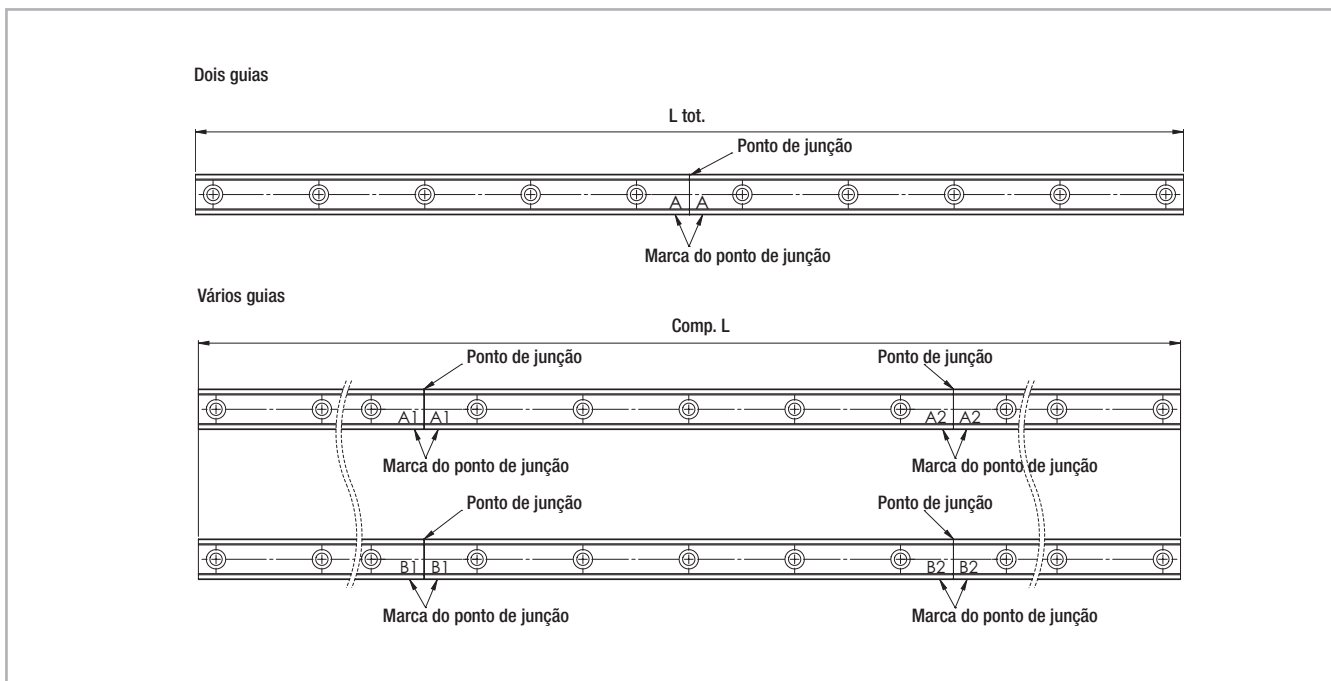 Dois guias
L tot.
Ponto de junção
A A
Marca do ponto de junção
Vários guias
Comp. L
Ponto de junção Ponto de junção
A1 A1 A2 A2
Marca do ponto de junção Marca do ponto de junção
Ponto de junção Ponto de junção
B1 B1 B2 B2
Marca do ponto de junção Marca do ponto de junção